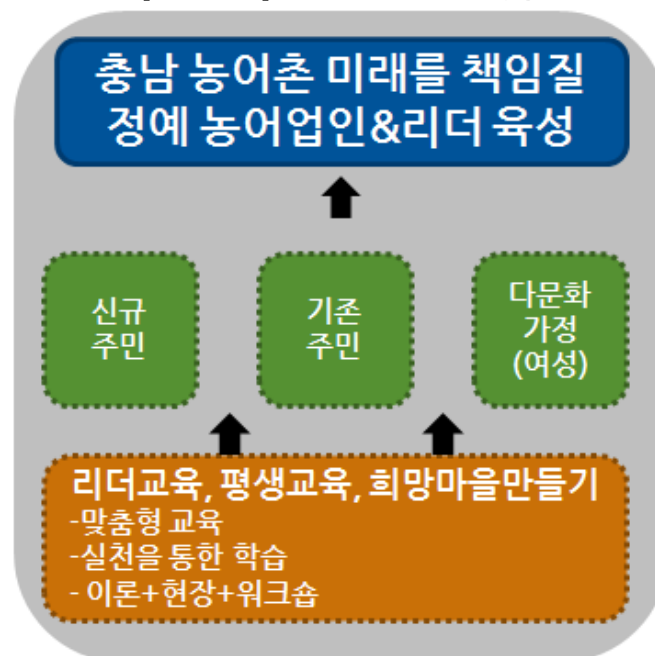 충남 농어촌 미래를 책임질
정예 농어업인&리더 육성
신규
주민
기존
주민
다문화
가정
(여성)
리더교육, 평생교육, 희망마을만들기
-맞춤형 교육
-실천을 통한 학습
- 이론+현장+워크숍